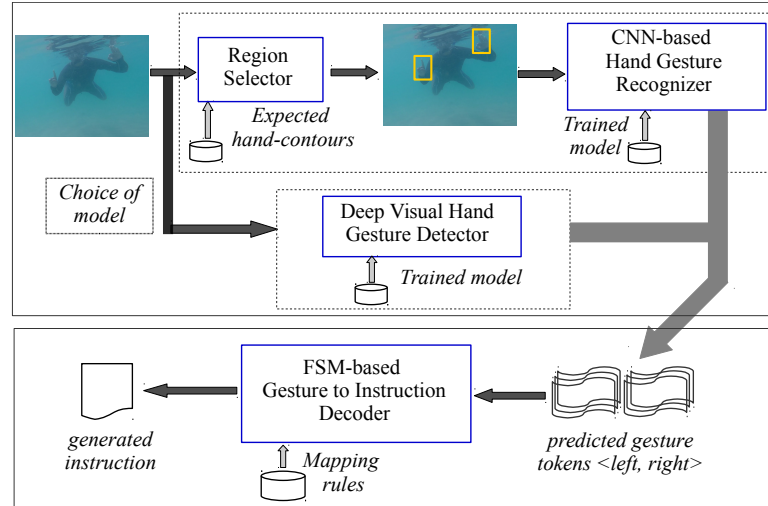 Region
Selector
Expected
hand-contours
CNN-based
Hand Gesture
Recognizer
Trained
model
Choice of
model
Deep Visual Hand
Gesture Detector
Trained model
FSM-based
Gesture to Instruction
Decoder
Mapping
rules
generated
instruction
predicted gesture
tokens <left, right>